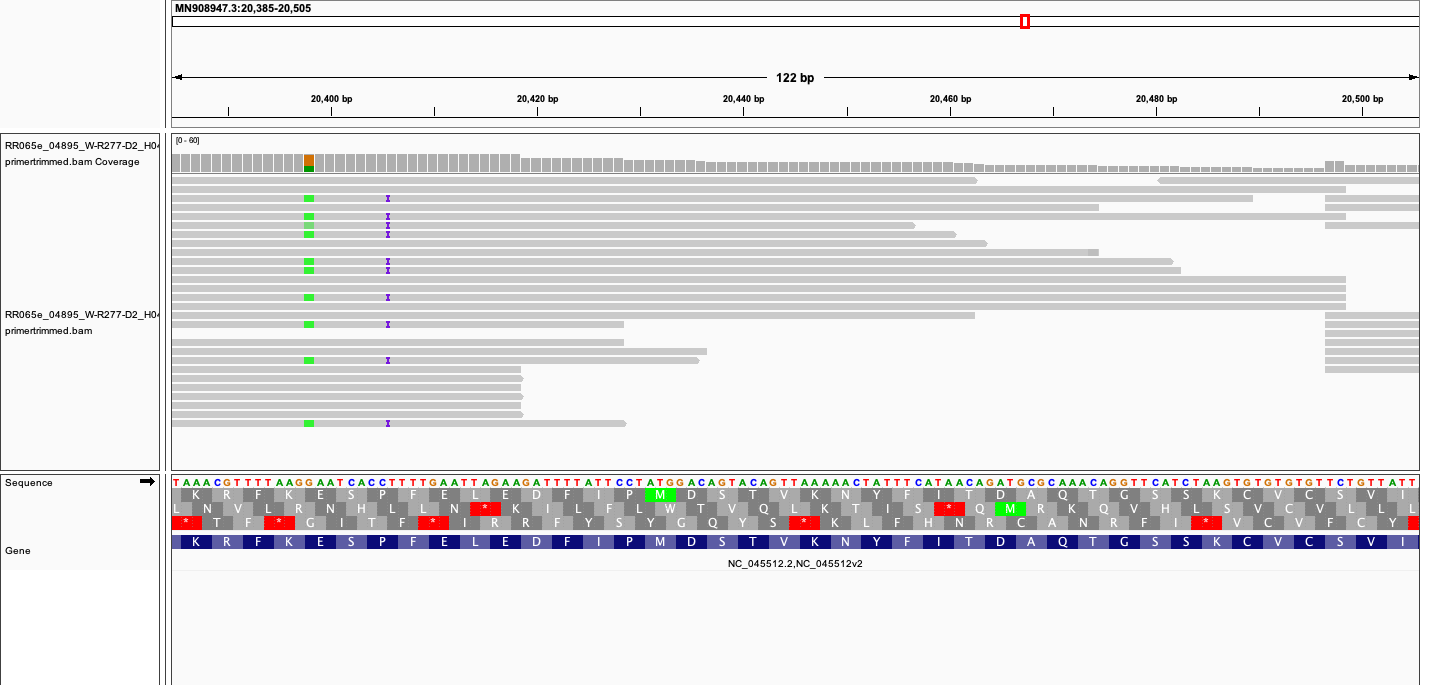 MN908947.3:20,385-20,505
122 bp
20,400 bp 20,420 bp 20,440 bp 20,460 bp 20,480 bp 20,500 bp
[0 - 60]
RR065e_04895_W-R277-D2_H04
primertrimmed.bam Coverage
RR065e_04895_W-R277-D2_H04
primertrimmed.bam
Sequence
TAAACGTTTTAAGGAATCACCTTTTGAATTAGAAGATTTTATTCCTATGGACAGTACAGTTAAAAACTATTTCATAACAGATGCGCAAACAGGTTCATCTAAGTGTGTGTGTTCTGTTATT
K R F K E S P F E L E D F I P M D S T V K N Y F I T D A Q T G S S K C V C S V I
L N V L R N H L L N * K I L F L W T V Q L K T I S * Q M R K Q V H L S V C V L L L
* T F * G I T F * I R R F Y S Y G Q Y S * K L F H N R C A N R F I * V C V F C Y
Gene
K R F K E S P F E L E D F I P M D S T V K N Y F I T D A Q T G S S K C V C S V I
NC_045512.2,NC_045512v2